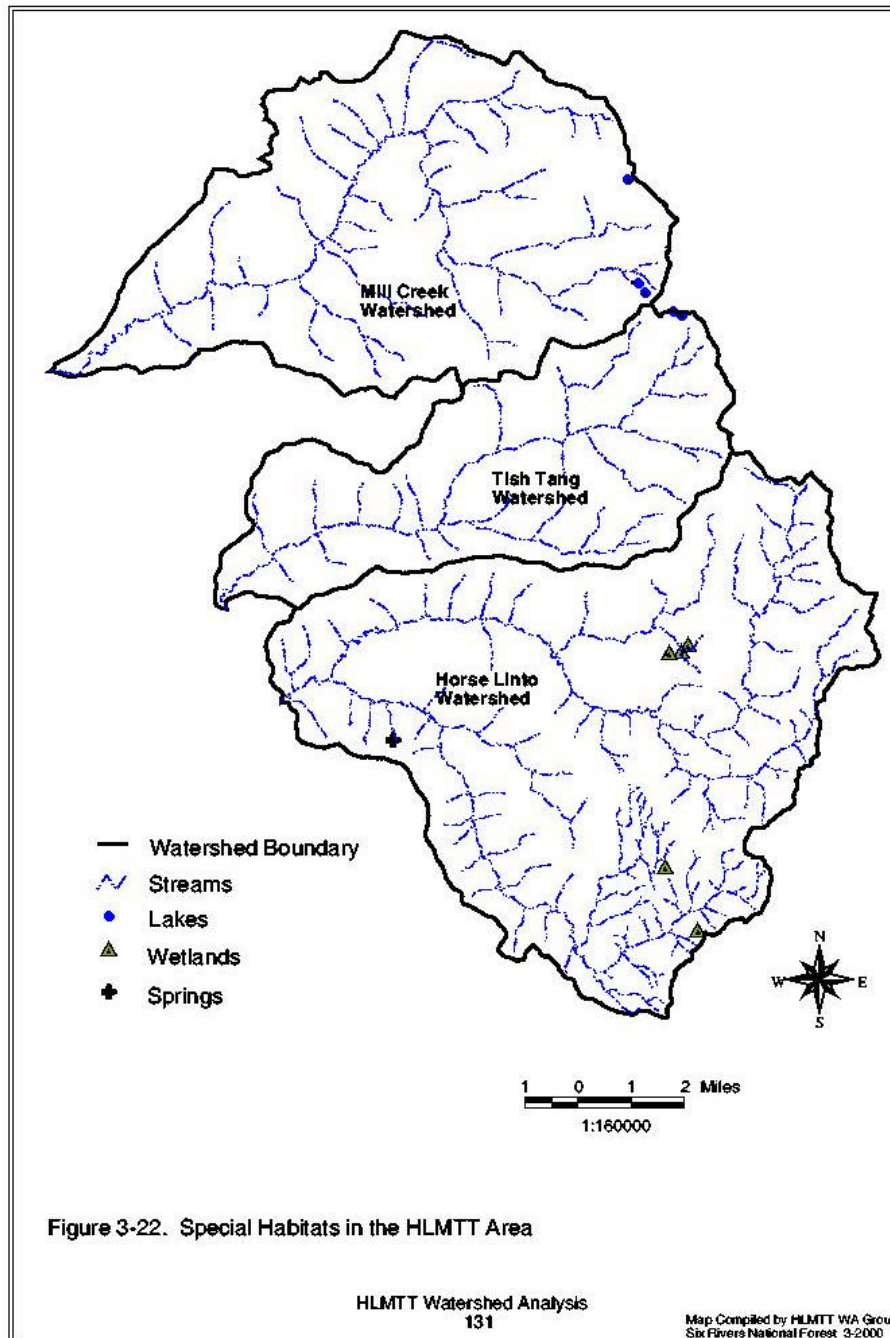 Mill Creek
Watershed
Tish Tang
Watershed
Horse Linto
Watershed
Watershed Boundary
Streams
Lakes
Wetlands
Springs
N
W E
S
1 0 1 2 Miles
1:160000
Figure 3-22. Special Habitats in the HLMTT Area
HLMTT Watershed Analysis
131
Map Compiled by HLMTT WA Grou
Six Rivers National Forest 3-2000